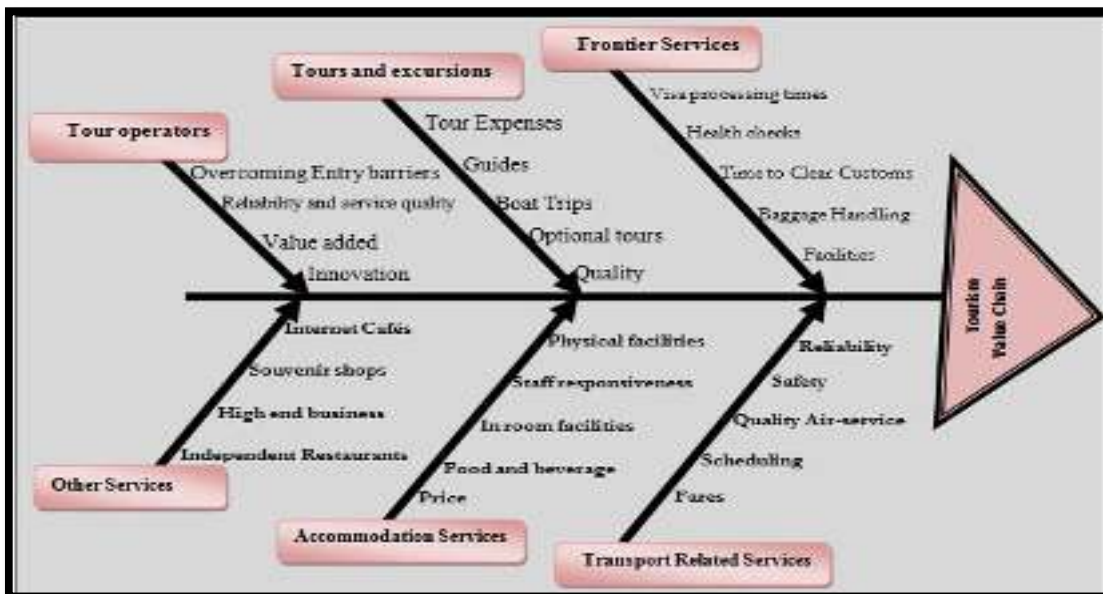 Frontier Services
Tours and excursions
Tour operators
Visa processing times
Health checks
Time to Clear Customs
Baggage Handling
Facilities
Tour Expenses
Guides
Boat Trips
Optional tours
Quality
Overcoming Entry barriers
Reliability and service quality
Value added
Innovation
Tourism
Value Chain
Internet Cafés
Souvenir shops
High end business
Independent Restaurants
Other Services
Physical facilities
Staff responsiveness
In room facilities
Food and beverage
Price
Accommodation Services
Reliability
Safety
Quality Air-service
Scheduling
Fares
Transport Related Services